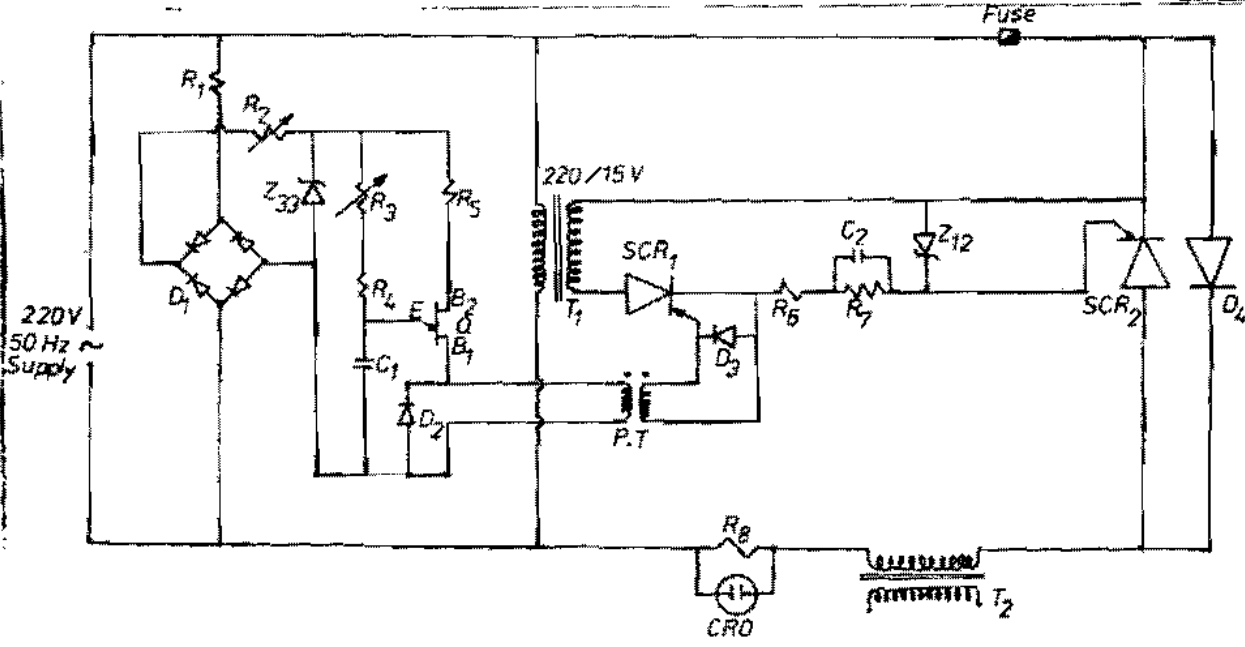 Fuse
R1
R2
220/15 V
Z33
R3
R5
SCR1
C2
Z12
D1
R4
B2
E
Q
B1
T1
R6
R7
SCR2
D4
220V
50 Hz ~
Supply
C1
D3
D2
P.T
R8
T2
CRO